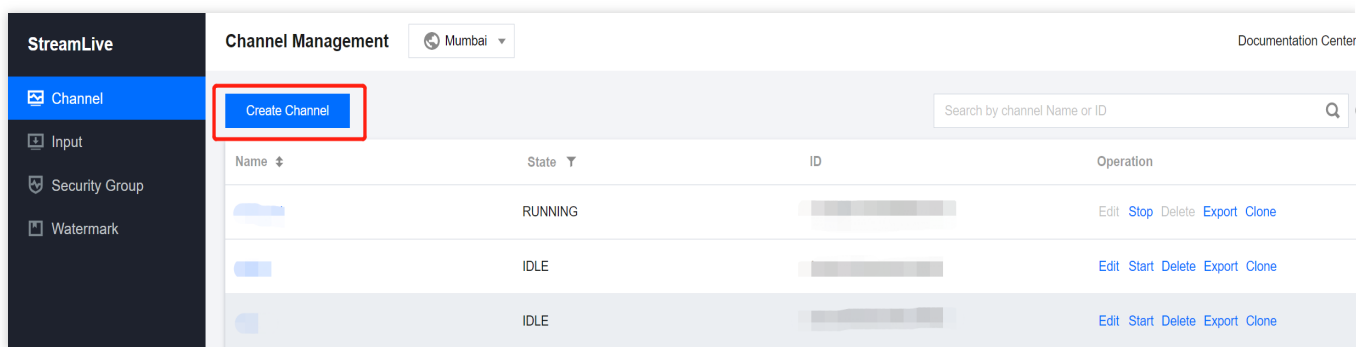 StreamLive
Channel Management Mumbai Documentation Center
Channel
Create Channel Search by channel Name or ID
Input
Name State ID Operation
Security Group
RUNNING Edit Stop Delete Export Clone
Watermark
IDLE Edit Start Delete Export Clone
IDLE Edit Start Delete Export Clone